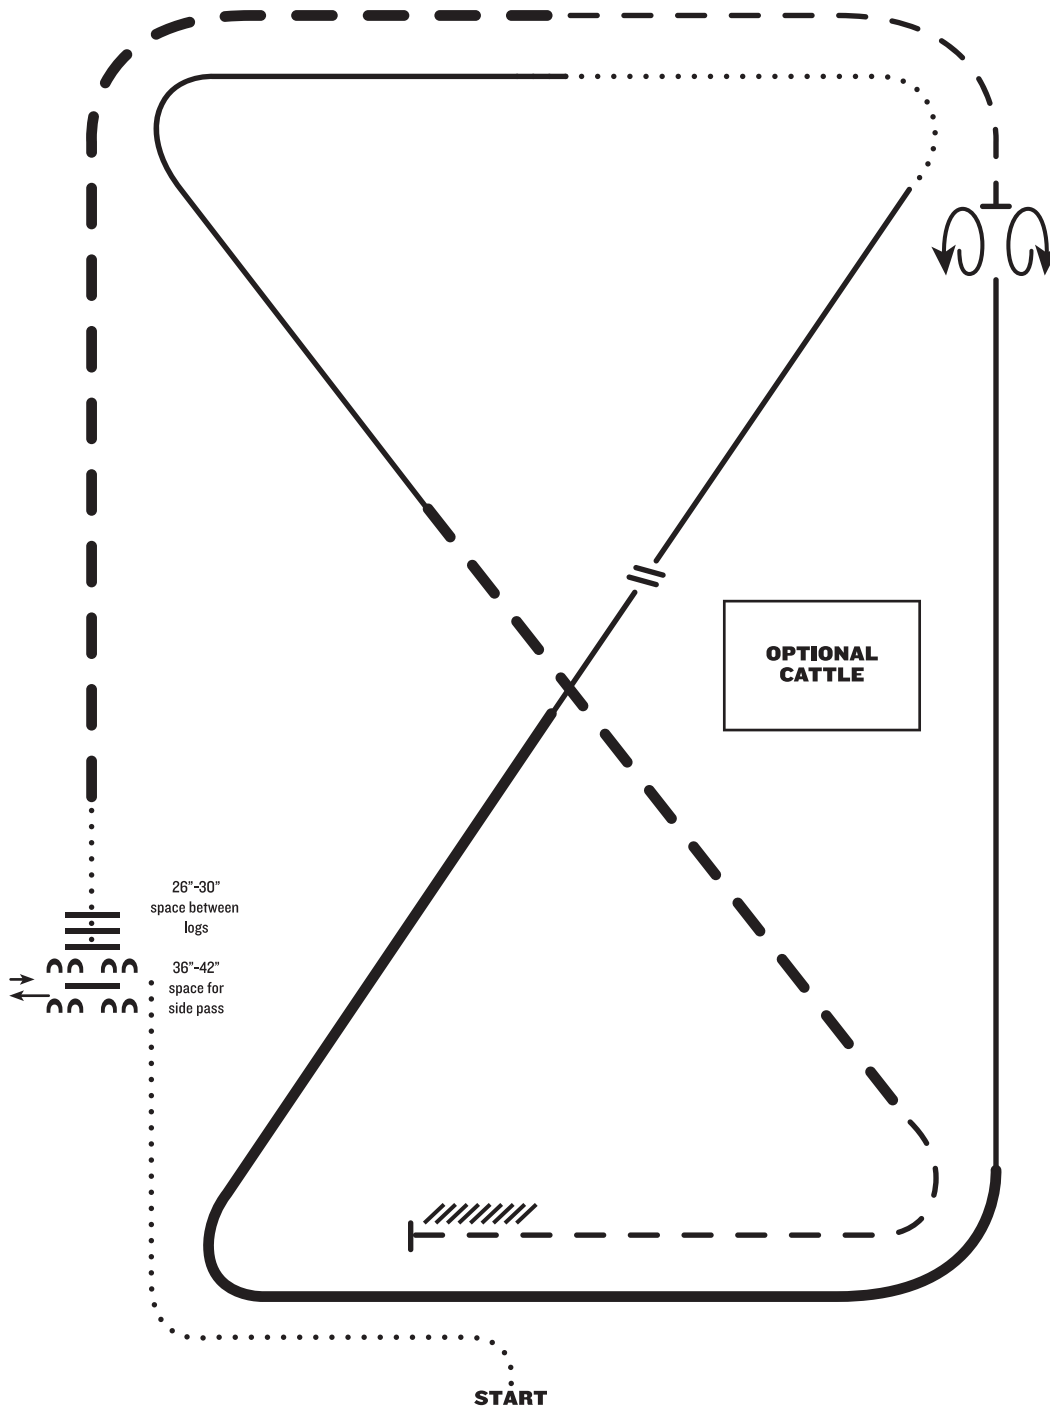 OPTIONAL
CATTLE
26”-30”
space between
logs
36”-42”
space for
side pass
START